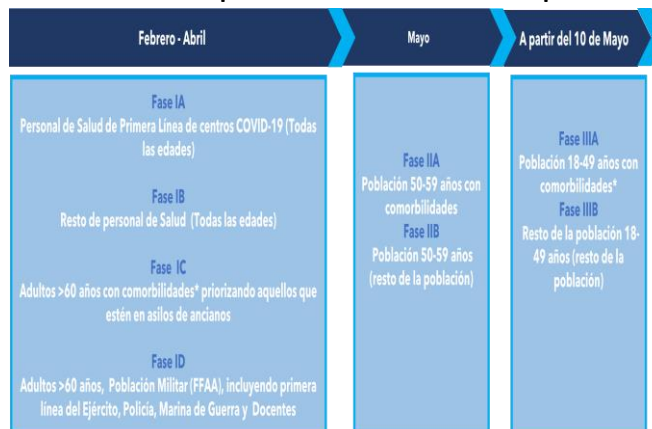 Febrero - Abril
Fase IA
Personal de Salud de Primera Línea de centros COVID-19 (Todas
las edades)
Fase IB
Resto de personal de Salud (Todas las edades)
Fase IC
Adultos >60 años con comorbilidades* priorizando aquellos que
estén en asilos de ancianos
Fase ID
Adultos >60 años, Población Militar (FFAA), incluyendo primera
línea del Ejército, Policía, Marina de Guerra y Docentes
Mayo
Fase IIA
Población 50-59 años con
comorbilidades
Fase IIB
Población 50-59 años
(resto de la población)
A partir del 10 de Mayo
Fase IIIA
Población 18-49 años con
comorbilidades*
Fase IIIB
Resto de la población 18-
49 años (resto de la
población)